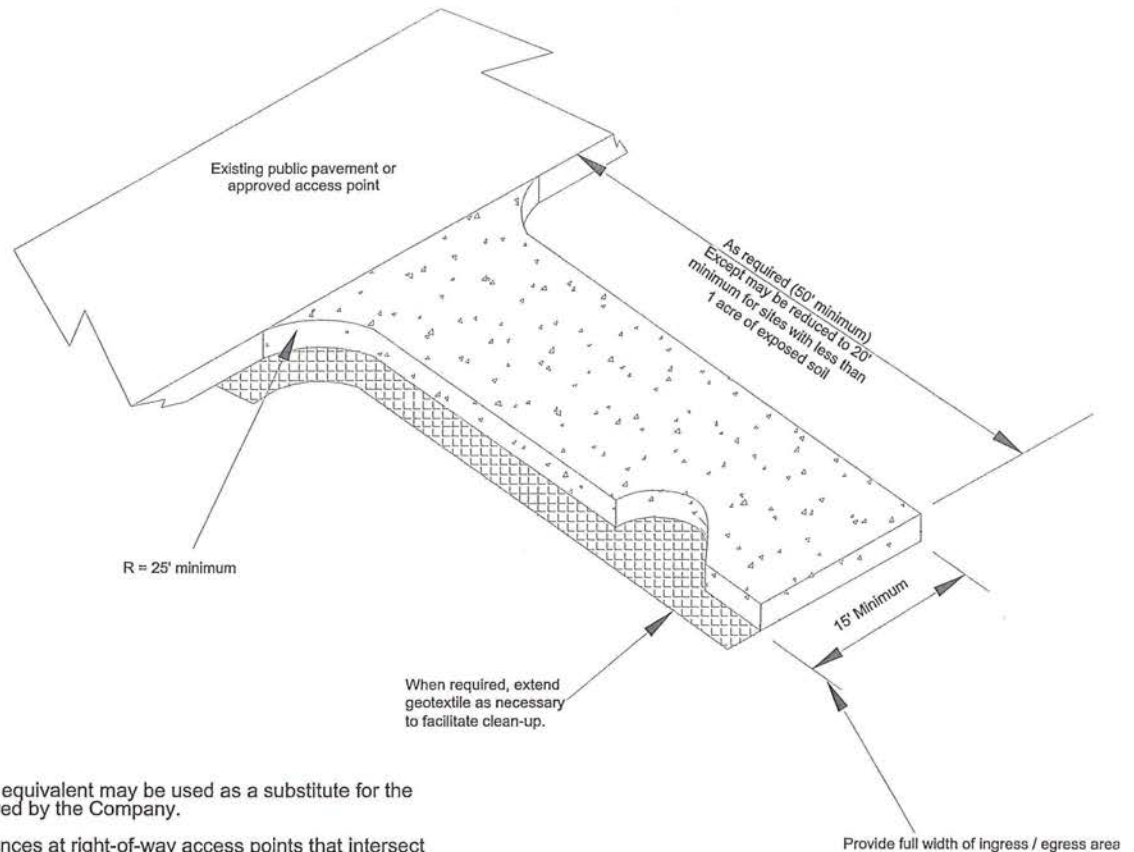 Existing public pavement or
approved access point
As required (50' minimum)
Except may be reduced to 20'
minimum for sites with less than
1 acre of exposed soil
R = 25' minimum
15' Minimum
When required, extend
geotextile as necessary
to facilitate clean-up.
equivalent may be used as a substitute for the
ed by the Company.
nces at right-of-way access points that intersect
Provide full width of ingress / egress area